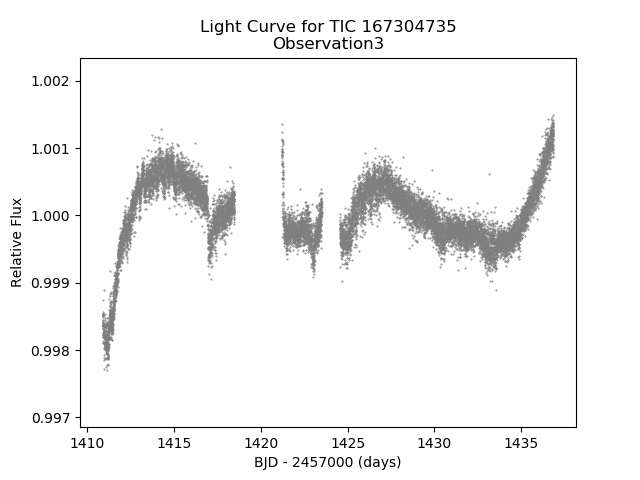 Light Curve for TIC 167304735
Observation3
1.002
1.001
1.000
0.999
0.998
0.997
Relative Flux
1410 1415 1420 1425 1430 1435
BJD - 2457000 (days)